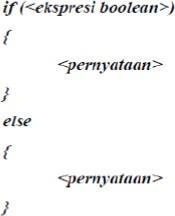 if (<ekspresi boolean>)
{
<pernyataan>
}
else
{
<pernyataan>
}